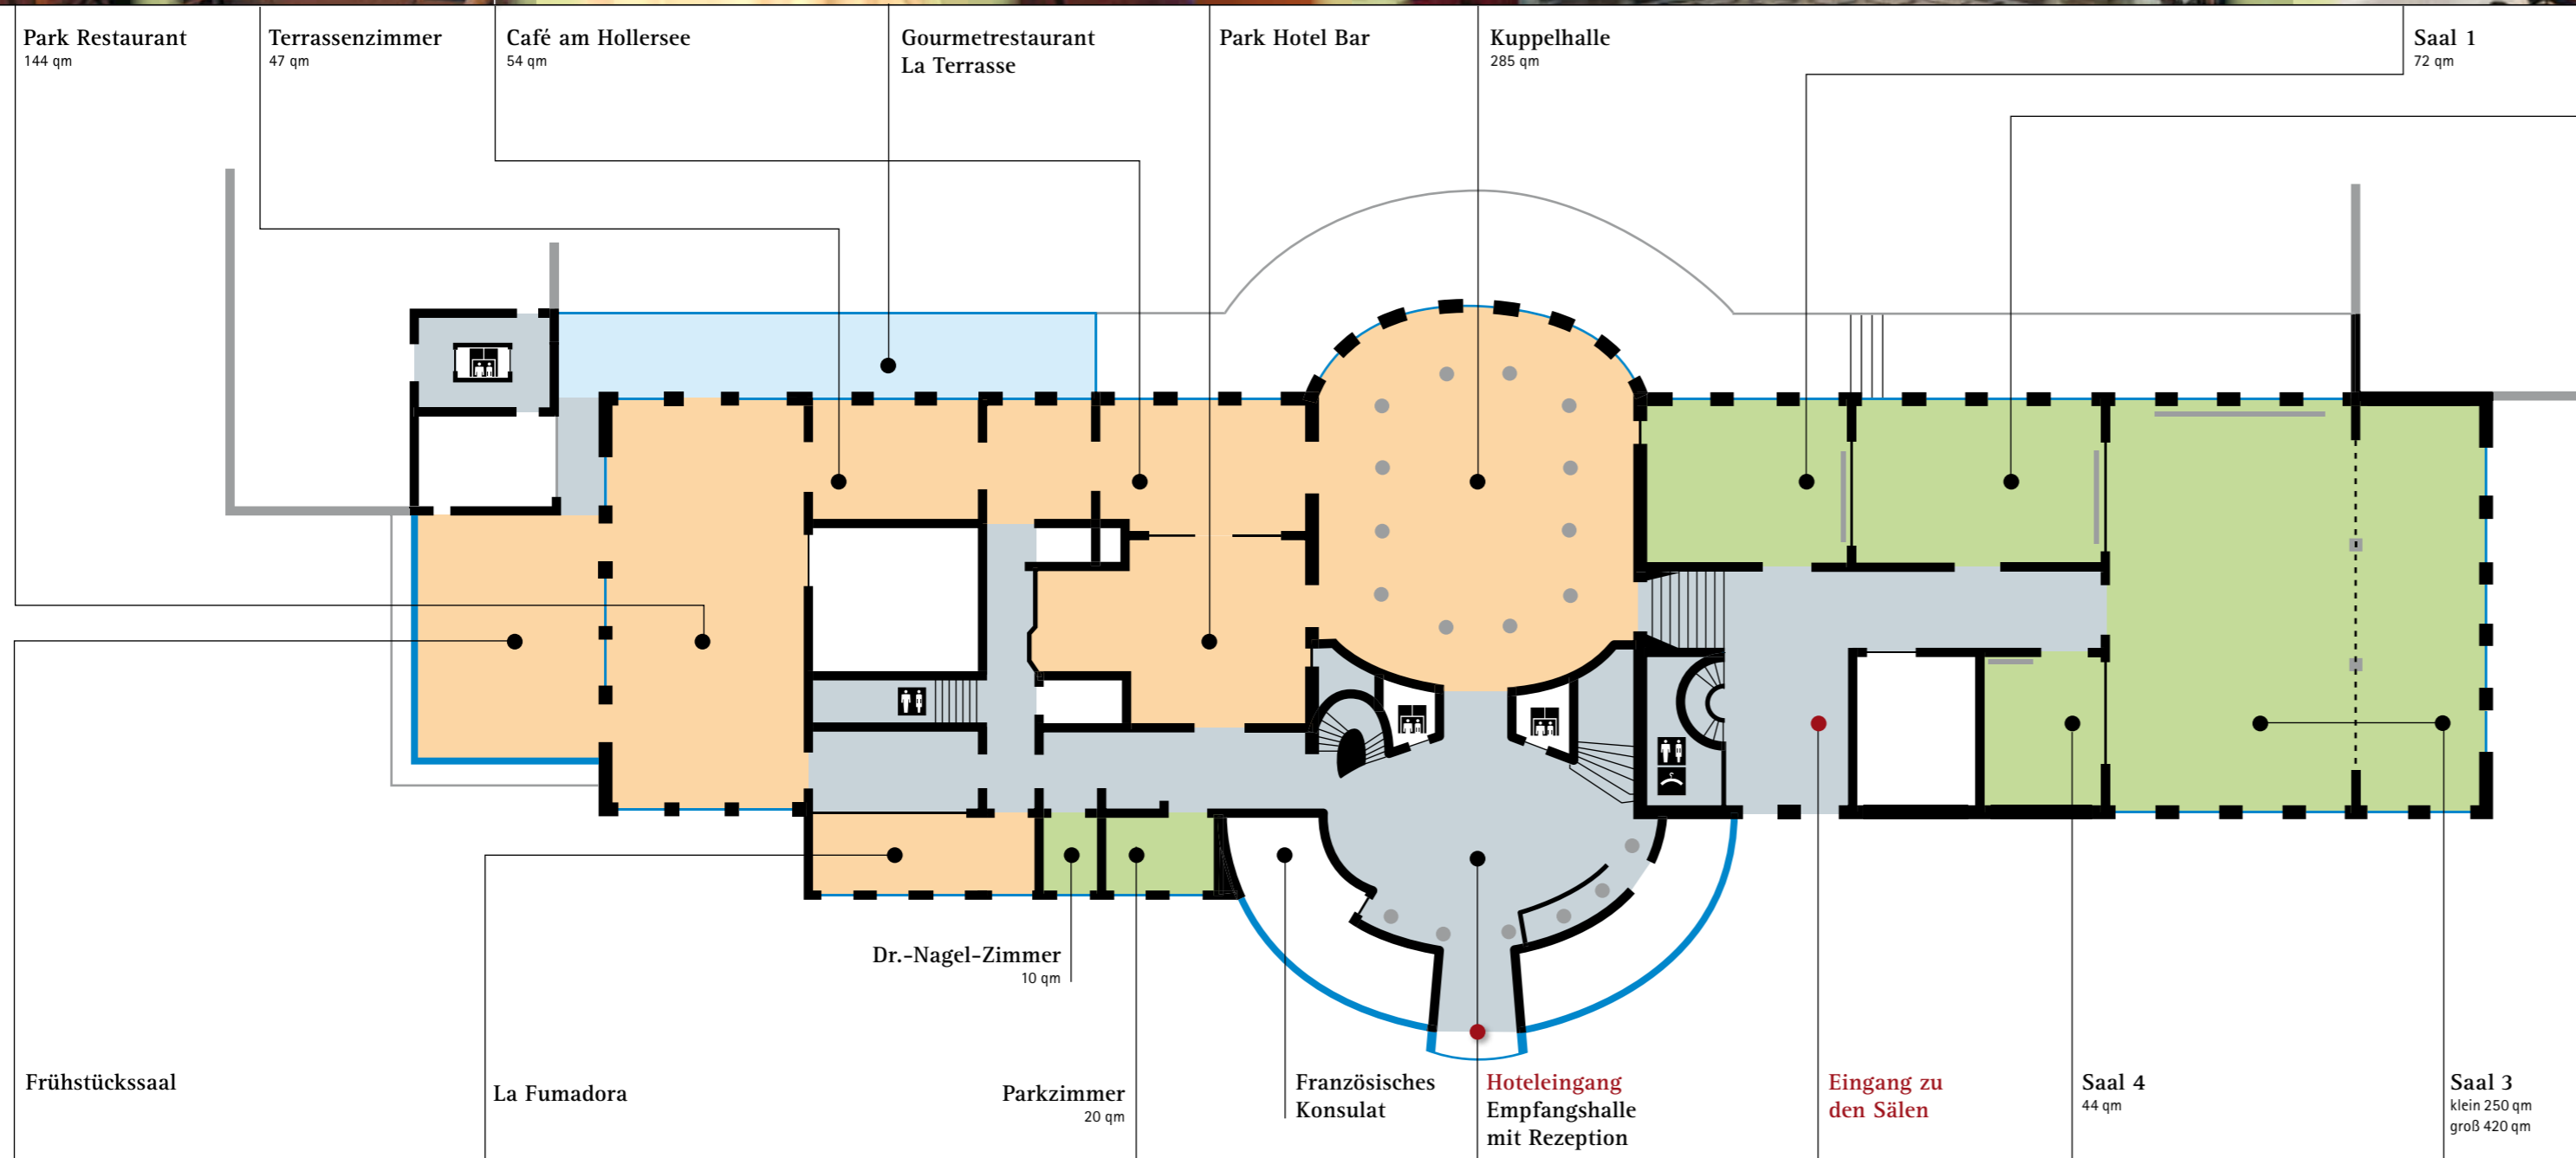 Park Restaurant
144 qm
Terrassenzimmer
47 qm
Café am Hollersee
54 qm
Gourmetrestaurant
La Terrasse
Park Hotel Bar
Kuppelhalle
285 qm
Saal 1
72 qm
Dr.-Nagel-Zimmer
10 qm
Frühstückssaal
La Fumadora
Parkzimmer
20 qm
Französisches
Konsulat
Hoteleingang
Empfangshalle
mit Rezeption
Eingang zu
den Sälen
Saal 4
44 qm
Saal 3
klein 250 qm
groß 420 qm